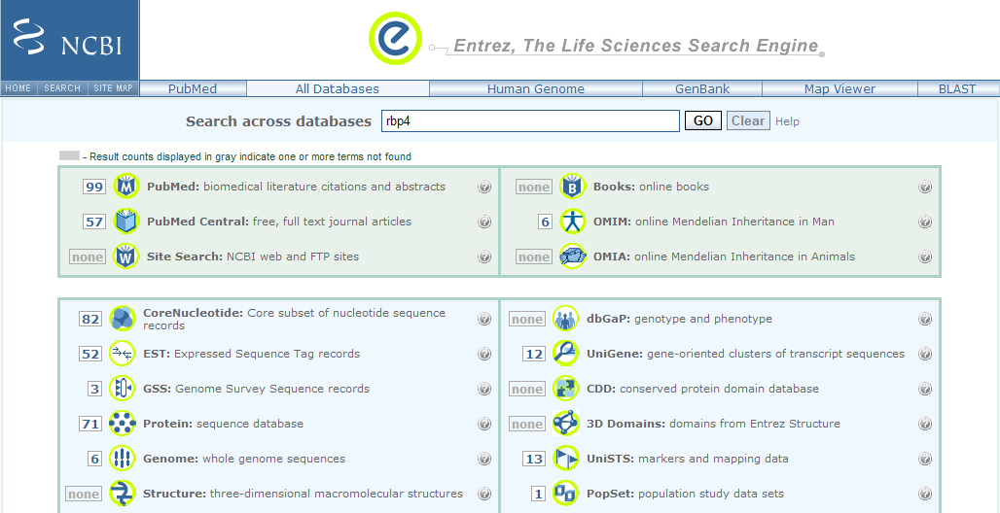 NCBI
Entrez, The Life Sciences Search Engine
HOME SEARCH SITE MAP PubMed All Databases Human Genome GenBank Map Viewer BLAST
Search across databases rbp4 GO Clear Help
- Result counts displayed in gray indicate one or more terms not found
99 PubMed: biomedical literature citations and abstracts ?
none Books: online books ?
57 PubMed Central: free, full text journal articles ?
6 OMIM: online Mendelian Inheritance in Man ?
none Site Search: NCBI web and FTP sites ?
none OMIA: online Mendelian Inheritance in Animals ?
82 CoreNucleotide: Core subset of nucleotide sequence
records ?
none dbGaP: genotype and phenotype ?
52 EST: Expressed Sequence Tag records ?
12 UniGene: gene-oriented clusters of transcript sequences ?
3 GSS: Genome Survey Sequence records ?
none CDD: conserved protein domain database ?
71 Protein: sequence database ?
none 3D Domains: domains from Entrez Structure ?
6 Genome: whole genome sequences ?
13 UniSTS: markers and mapping data ?
none Structure: three-dimensional macromolecular structures ?
1 PopSet: population study data sets ?